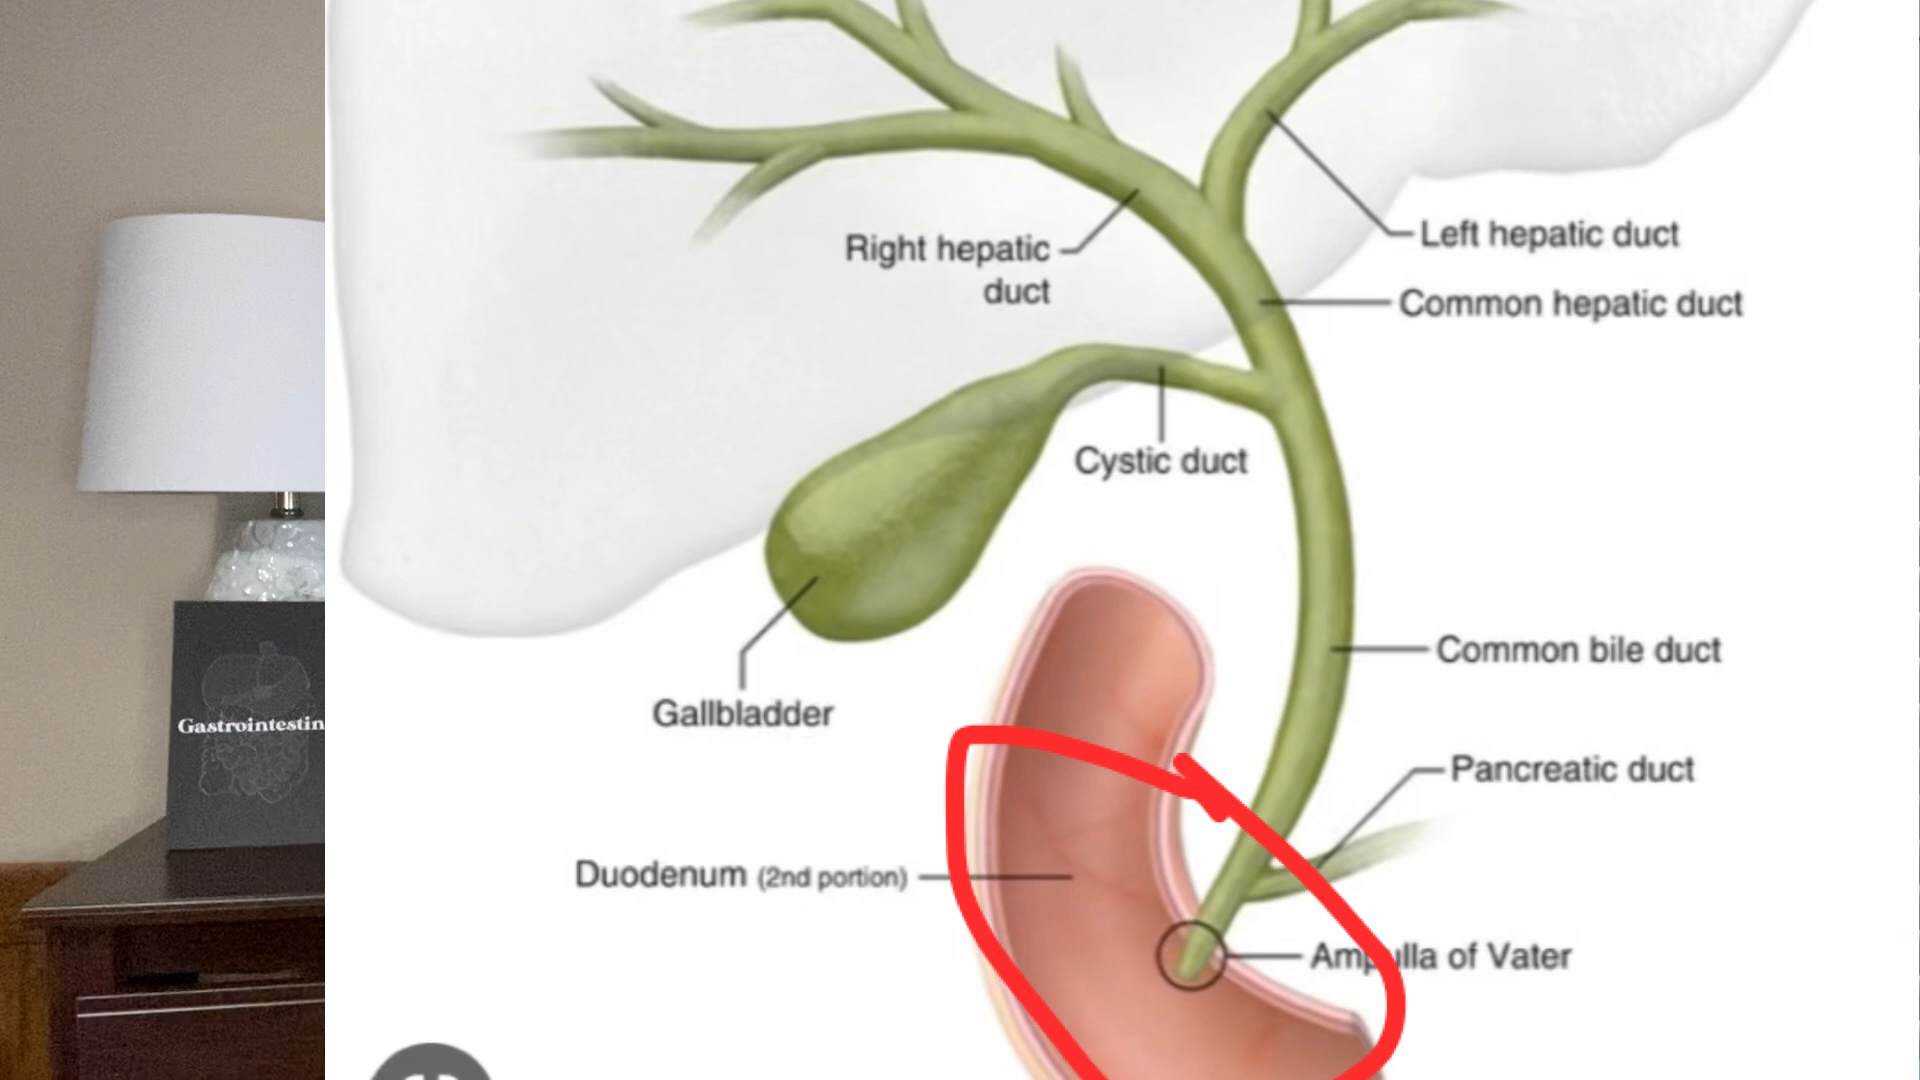 Right hepatic
duct
Left hepatic duct
Common hepatic duct
Cystic duct
Gallbladder
Common bile duct
Pancreatic duct
Duodenum (2nd portion)
Ampulla of Vater
Gastrointestin